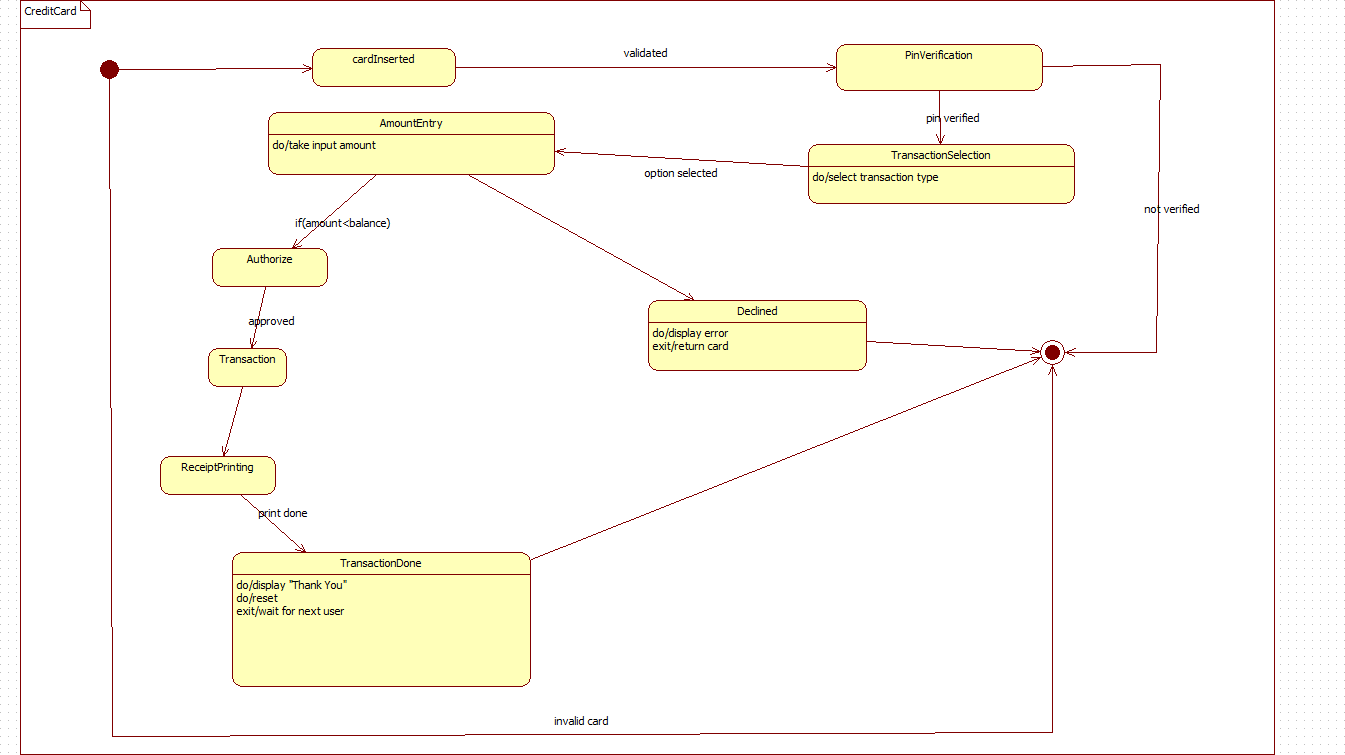 CreditCard
cardInserted
validated
PinVerification
pin verified
AmountEntry
do/take input amount
TransactionSelection
do/select transaction type
option selected
not verified
if(amount<balance)
Authorize
approved
Declined
do/display error
exit/return card
Transaction
ReceiptPrinting
print done
TransactionDone
do/display "Thank You"
do/reset
exit/wait for next user
invalid card